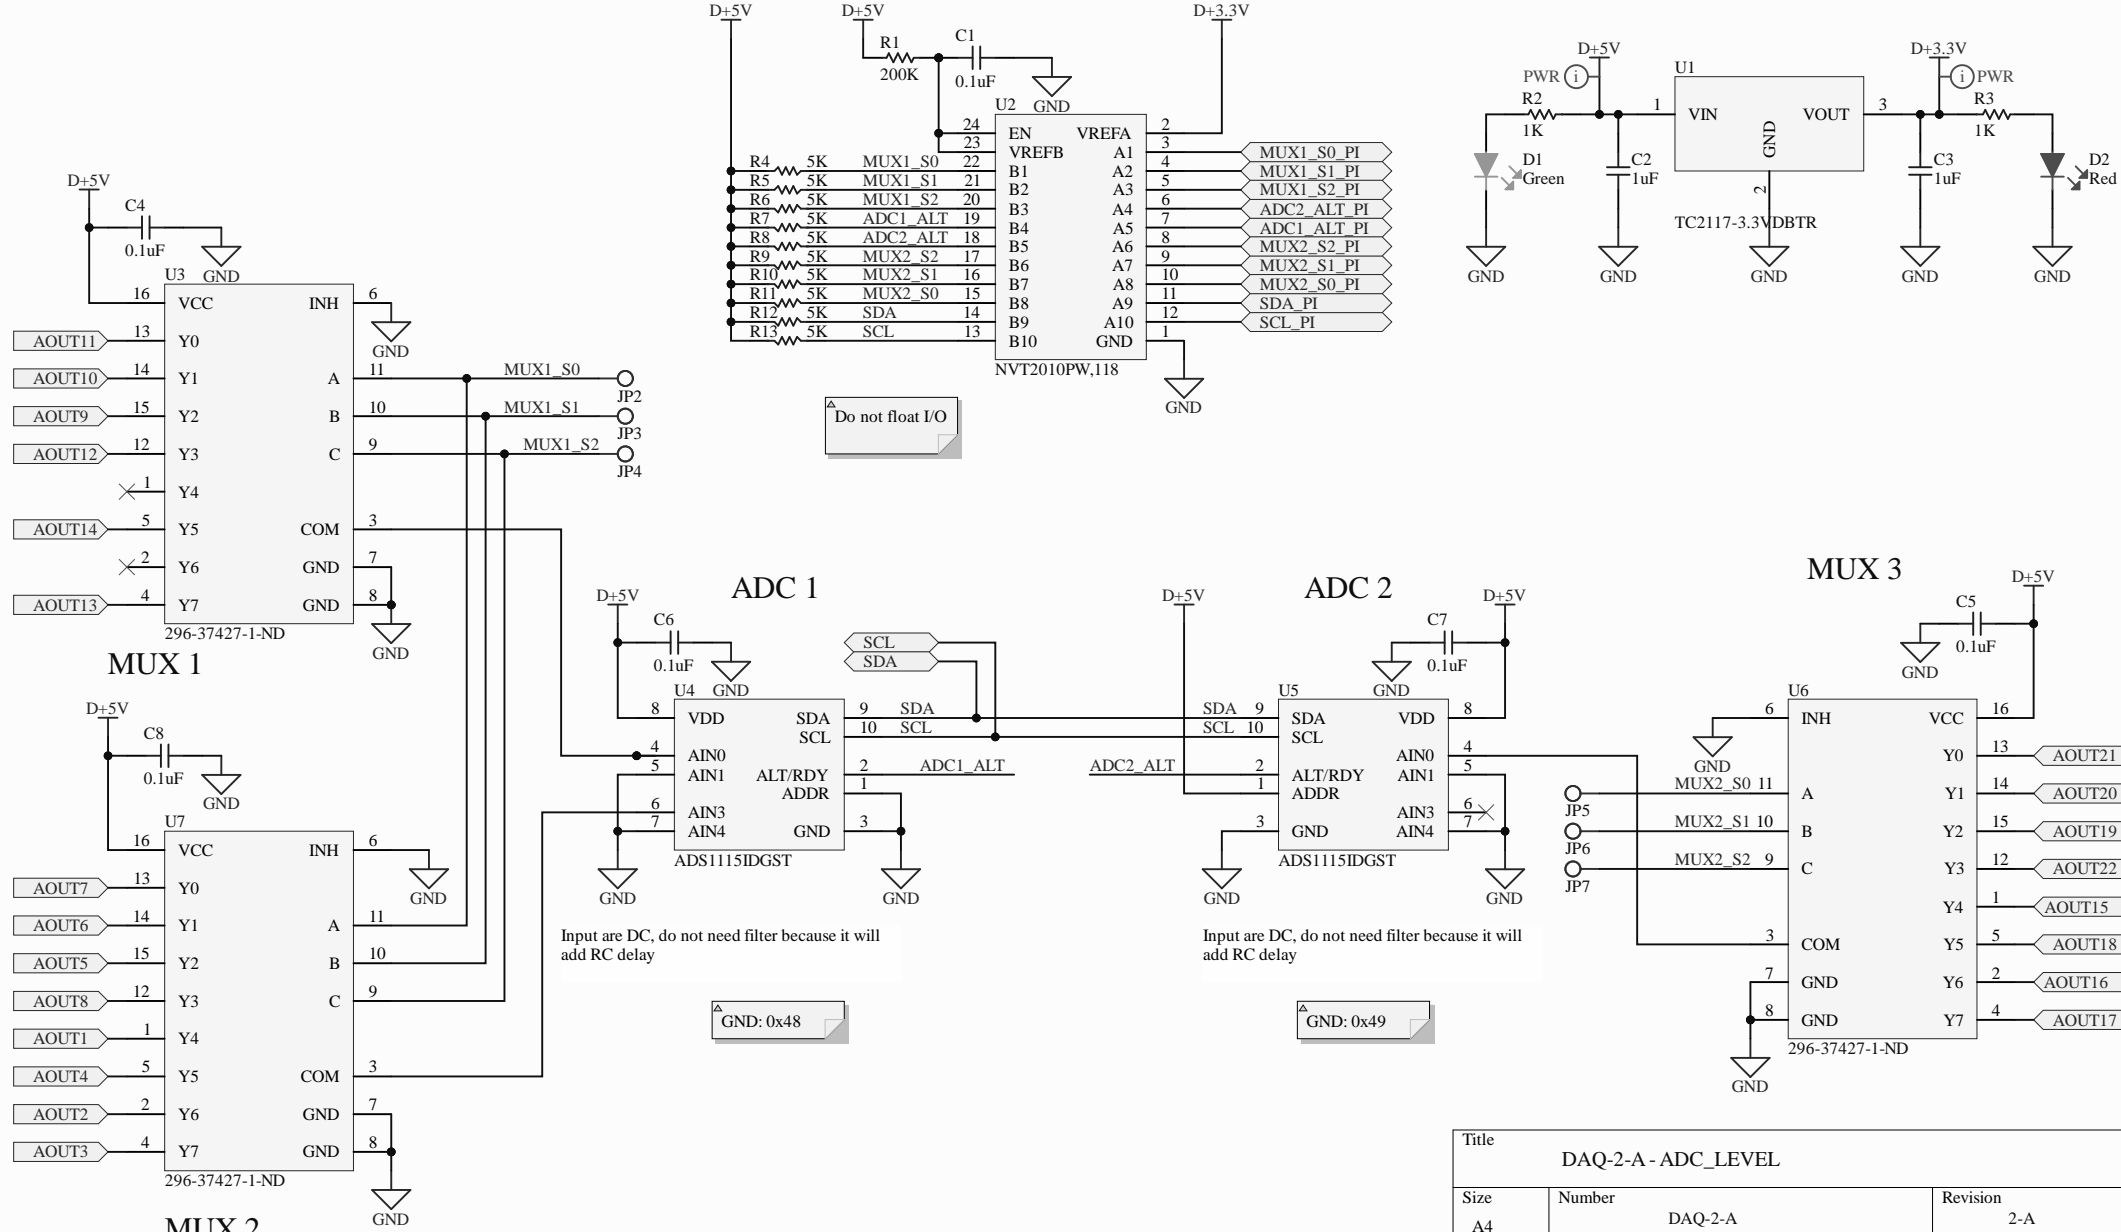 D+5V
D+5V
D+3.3V
R1
200K
C1
0.1uF
GND
U2
24 EN VREFA 2
23 VREFB A1 3 MUX1_S0_PI
R4 5K MUX1_S0 22 B1 A2 4 MUX1_S1_PI
R5 5K MUX1_S1 21 B2 A3 5 MUX1_S2_PI
R6 5K MUX1_S2 20 B3 A4 6 ADC2_ALT_PI
R7 5K ADC1_ALT 19 B4 A5 7 ADC1_ALT_PI
R8 5K ADC2_ALT 18 B5 A6 8 MUX2_S2_PI
R9 5K MUX2_S2 17 B6 A7 9 MUX2_S1_PI
R10 5K MUX2_S1 16 B7 A8 10 MUX2_S0_PI
R11 5K MUX2_S0 15 B8 A9 11 SDA_PI
R12 5K SDA 14 B9 A10 12 SCL_PI
R13 5K SCL 13 B10 GND 1
NVT2010PW,118
GND
Do not float I/O
D+5V
D+3.3V
PWR i
i PWR
U1
R2
1K
1 VIN VOUT 3
GND
2
R3
1K
D1
Green
C2
1uF
C3
1uF
D2
Red
TC2117-3.3VDBTR
GND
GND
GND
GND
GND
D+5V
C4
0.1uF
GND
U3
16 VCC INH 6
GND
AOUT11 13 Y0
AOUT10 14 Y1 A 11 MUX1_S0
JP2
AOUT9 15 Y2 B 10 MUX1_S1
JP3
AOUT12 12 Y3 C 9 MUX1_S2
JP4
1 Y4
AOUT14 5 Y5 COM 3
2 Y6 GND 7
AOUT13 4 Y7 GND 8
296-37427-1-ND
GND
MUX 1
D+5V
C8
0.1uF
GND
U7
16 VCC INH 6
GND
AOUT7 13 Y0
AOUT6 14 Y1 A 11
AOUT5 15 Y2 B 10
AOUT8 12 Y3 C 9
AOUT1 1 Y4
AOUT4 5 Y5 COM 3
AOUT2 2 Y6 GND 7
AOUT3 4 Y7 GND 8
296-37427-1-ND
GND
MUX 2
ADC 1
D+5V
C6
0.1uF
GND
SCL
SDA
U4
8 VDD SDA 9 SDA
SCL 10 SCL
4 AIN0
5 AIN1 ALT/RDY 2 ADC1_ALT
ADDR 1
6 AIN3
7 AIN4 GND 3
ADS1115IDGST
GND
GND
Input are DC, do not need filter because it will
add RC delay
GND: 0x48
ADC 2
D+5V
D+5V
C7
0.1uF
GND
U5
SDA 9 SDA VDD 8
SCL 10 SCL
AIN0 4
ADC2_ALT 2 ALT/RDY AIN1 5
1 ADDR
AIN3 6
3 GND AIN4 7
ADS1115IDGST
GND
GND
Input are DC, do not need filter because it will
add RC delay
GND: 0x49
MUX 3
D+5V
C5
0.1uF
GND
U6
6 INH VCC 16
GND
Y0 13 AOUT21
MUX2_S0 11 A Y1 14 AOUT20
JP5
MUX2_S1 10 B Y2 15 AOUT19
JP6
MUX2_S2 9 C Y3 12 AOUT22
JP7
Y4 1 AOUT15
3 COM Y5 5 AOUT18
7 GND Y6 2 AOUT16
8 GND Y7 4 AOUT17
296-37427-1-ND
GND
Title
DAQ-2-A - ADC_LEVEL
Size Number Revision
A4 DAQ-2-A 2-A